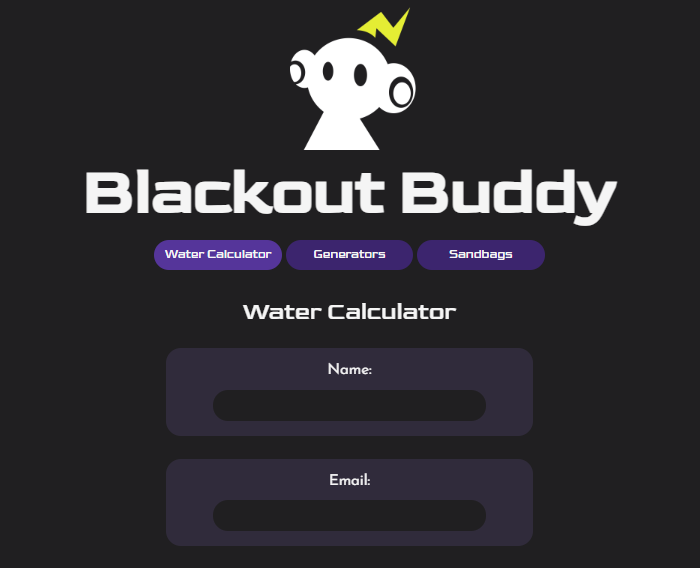 Blackout Buddy
Water Calculator Generators Sandbags
Water Calculator
Name:
Email: